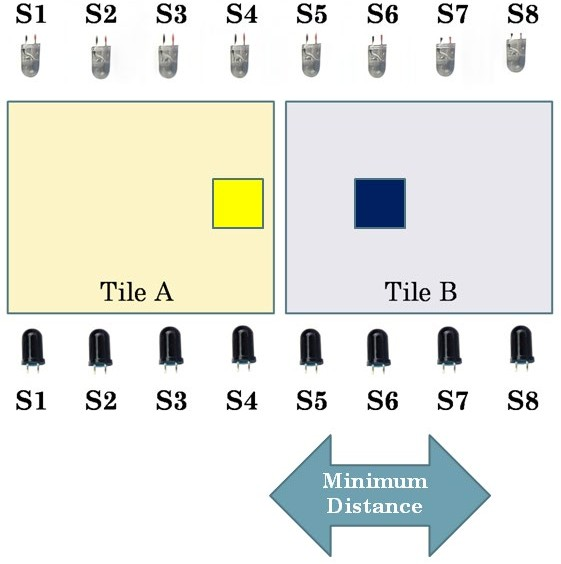 S1 S2 S3 S4 S5 S6 S7 S8
Tile A
Tile B
S1 S2 S3 S4 S5 S6 S7 S8
Minimum
Distance